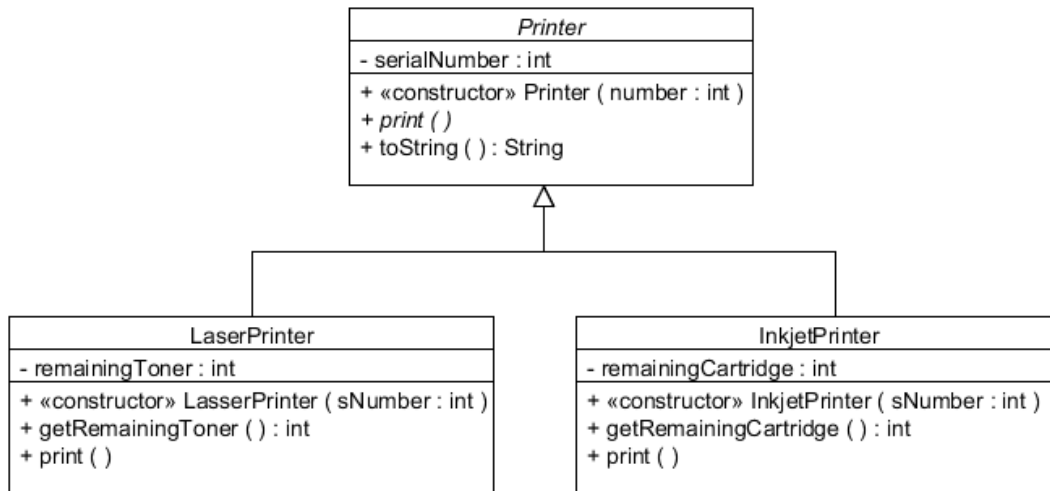 Printer
- serialNumber : int
+ «constructor» Printer ( number : int )
+ print ( )
+ toString ( ) : String
LaserPrinter
- remainingToner : int
+ «constructor» LasserPrinter ( sNumber : int )
+ getRemainingToner ( ) : int
+ print ( )
InkjetPrinter
- remainingCartridge : int
+ «constructor» InkjetPrinter ( sNumber : int )
+ getRemainingCartridge ( ) : int
+ print ( )